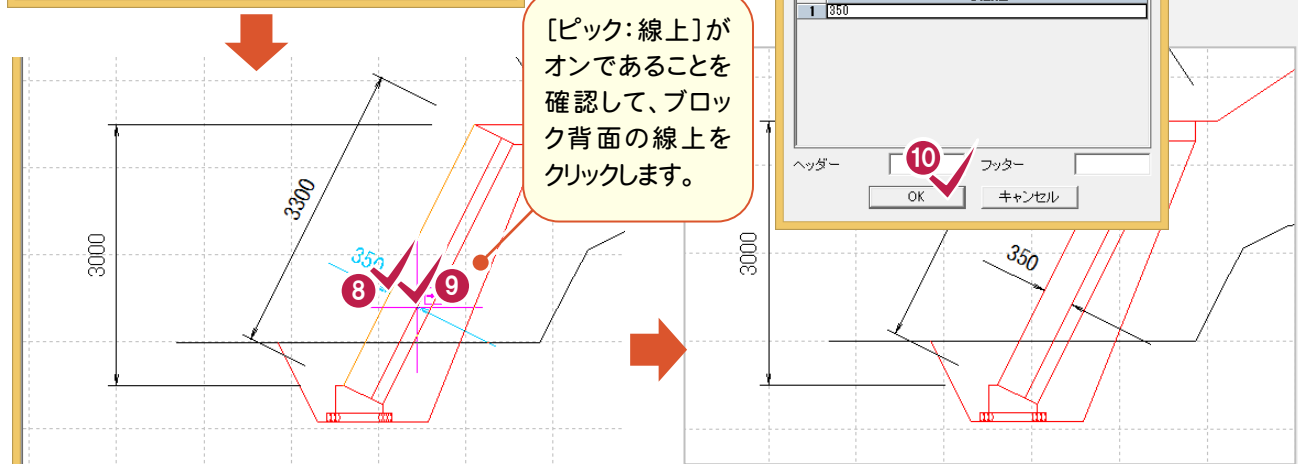 [ピック：線上]が
オンであることを
確認して、ブロッ
ク背面の線上を
クリックします。
1 350
ヘッダー
フッター
10
OK
キャンセル
3300
3000
350
8
9
3000
350